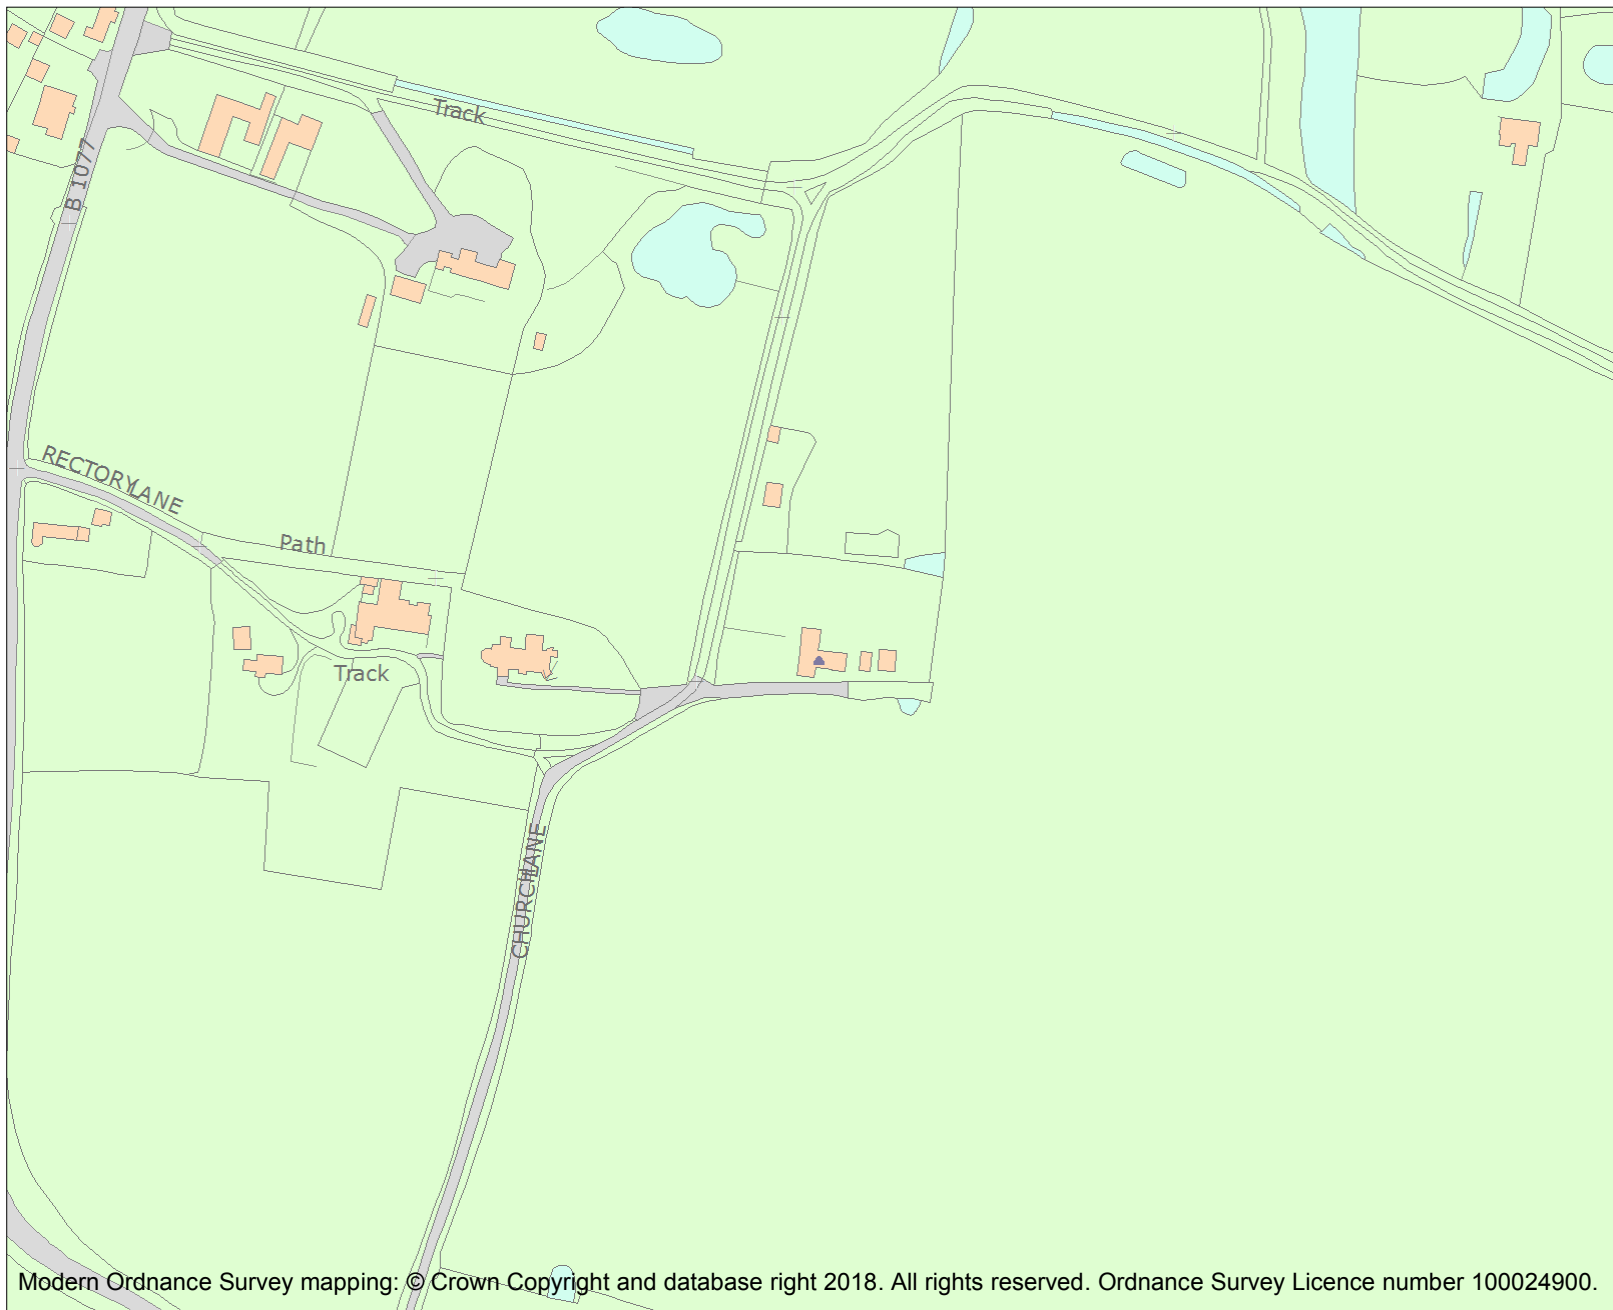 Track
B 1077
RECTORY LANE
Path
Track
CHURCH LANE
Modern Ordnance Survey mapping: © Crown Copyright and database right 2018. All rights reserved. Ordnance Survey Licence number 100024900.